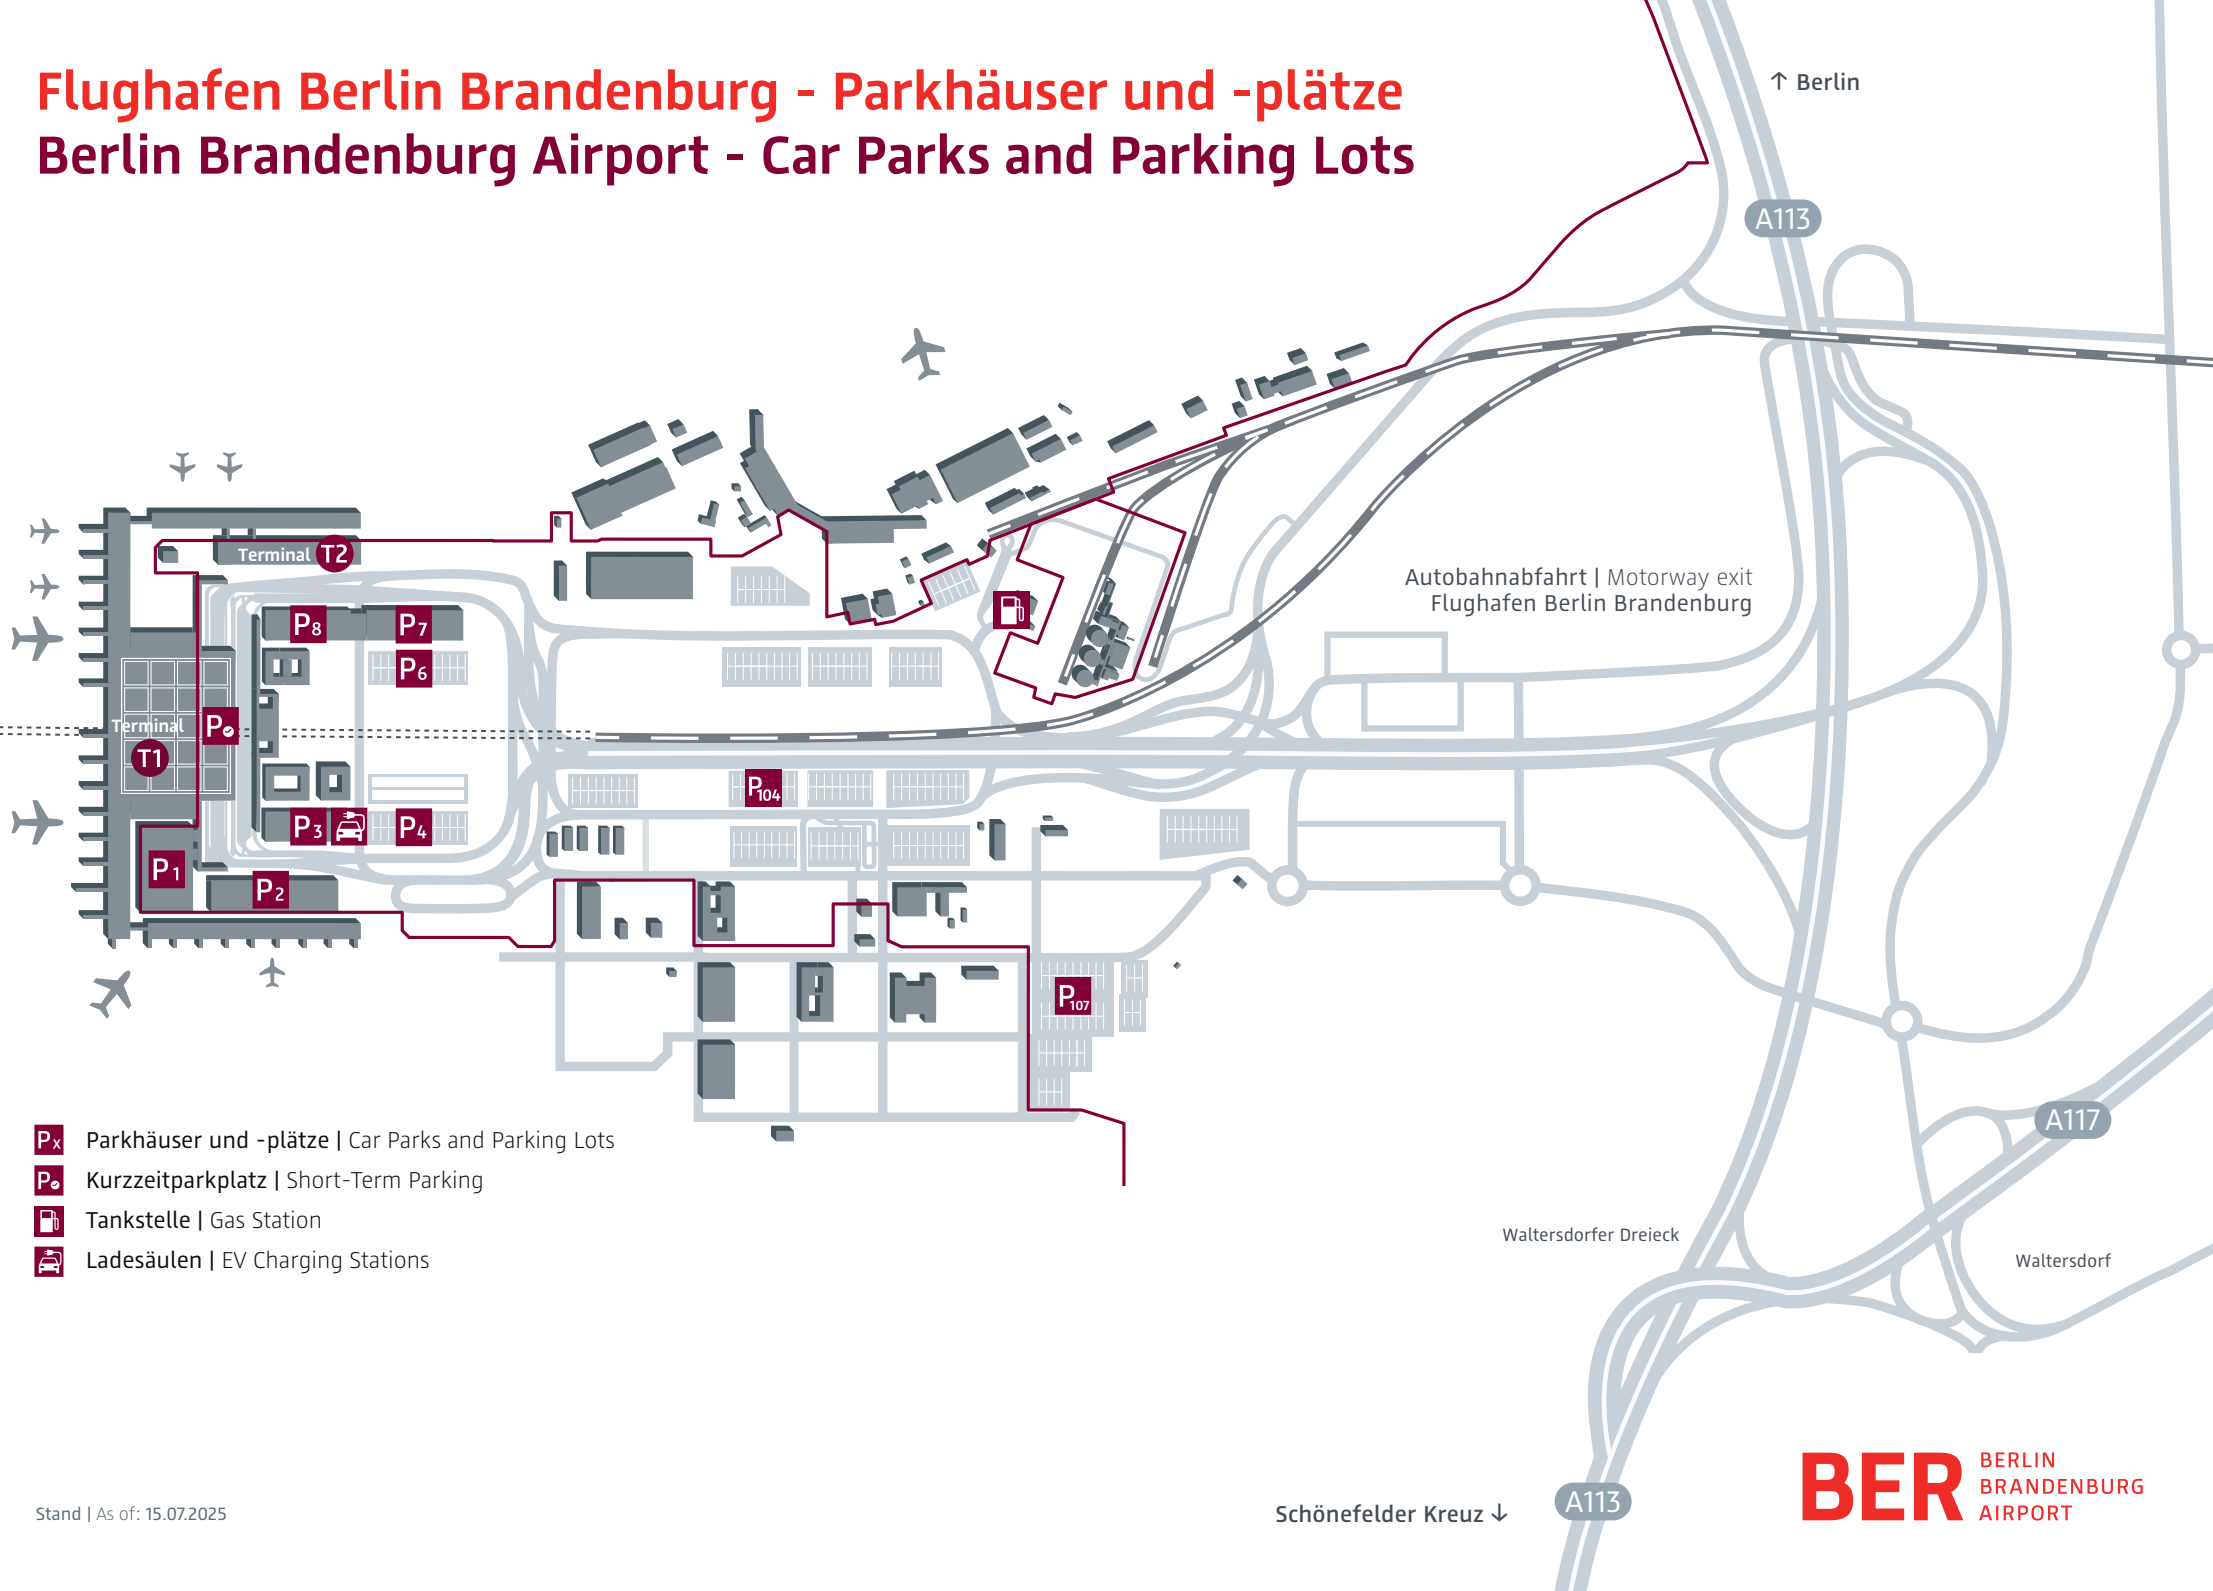 Flughafen Berlin Brandenburg - Parkhäuser und -plätze
Berlin Brandenburg Airport - Car Parks and Parking Lots
↑ Berlin
A113
Terminal T2
P8
P7
P6
Terminal
T1
P
P3
P4
P1
P2
P104
P107
Autobahnabfahrt | Motorway exit
Flughafen Berlin Brandenburg
A117
Px Parkhäuser und -plätze | Car Parks and Parking Lots
P Kurzzeitparkplatz | Short-Term Parking
Tankstelle | Gas Station
Ladesäulen | EV Charging Stations
Waltersdorfer Dreieck
Waltersdorf
Stand | As of: 15.07.2025
Schönefelder Kreuz ↓
A113
BER
BERLIN
BRANDENBURG
AIRPORT